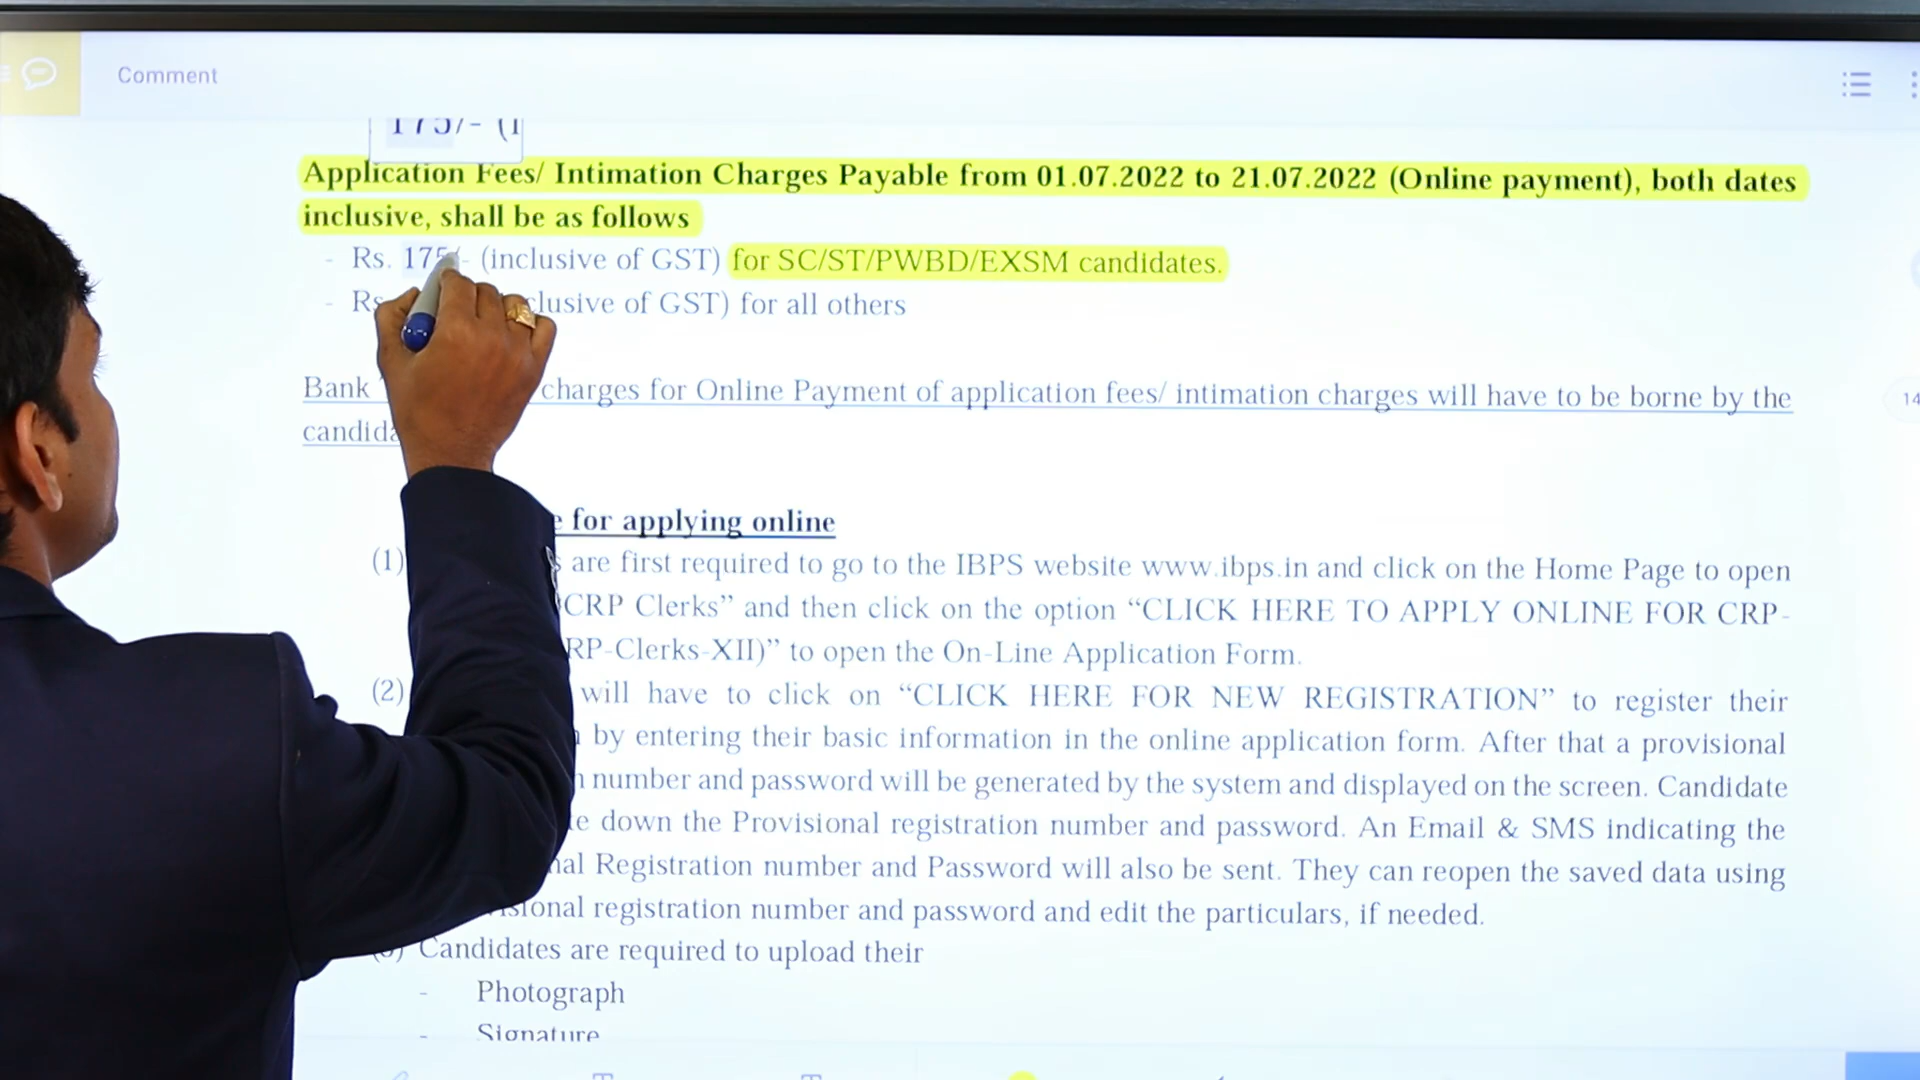 Comment
175/- (I
Application Fees/ Intimation Charges Payable from 01.07.2022 to 21.07.2022 (Online payment), both dates
inclusive, shall be as follows
- Rs. 175/- (inclusive of GST) for SC/ST/PWBD/EXSM candidates.
- Rs clusive of GST) for all others
Bank charges for Online Payment of application fees/ intimation charges will have to be borne by the
candida
14
e for applying online
(1) s are first required to go to the IBPS website www.ibps.in and click on the Home Page to open
CRP Clerks” and then click on the option “CLICK HERE TO APPLY ONLINE FOR CRP-
RP-Clerks-XII)” to open the On-Line Application Form.
(2) will have to click on “CLICK HERE FOR NEW REGISTRATION” to register their
n by entering their basic information in the online application form. After that a provisional
n number and password will be generated by the system and displayed on the screen. Candidate
te down the Provisional registration number and password. An Email & SMS indicating the
nal Registration number and Password will also be sent. They can reopen the saved data using
isional registration number and password and edit the particulars, if needed.
Candidates are required to upload their
- Photograph
- Signature